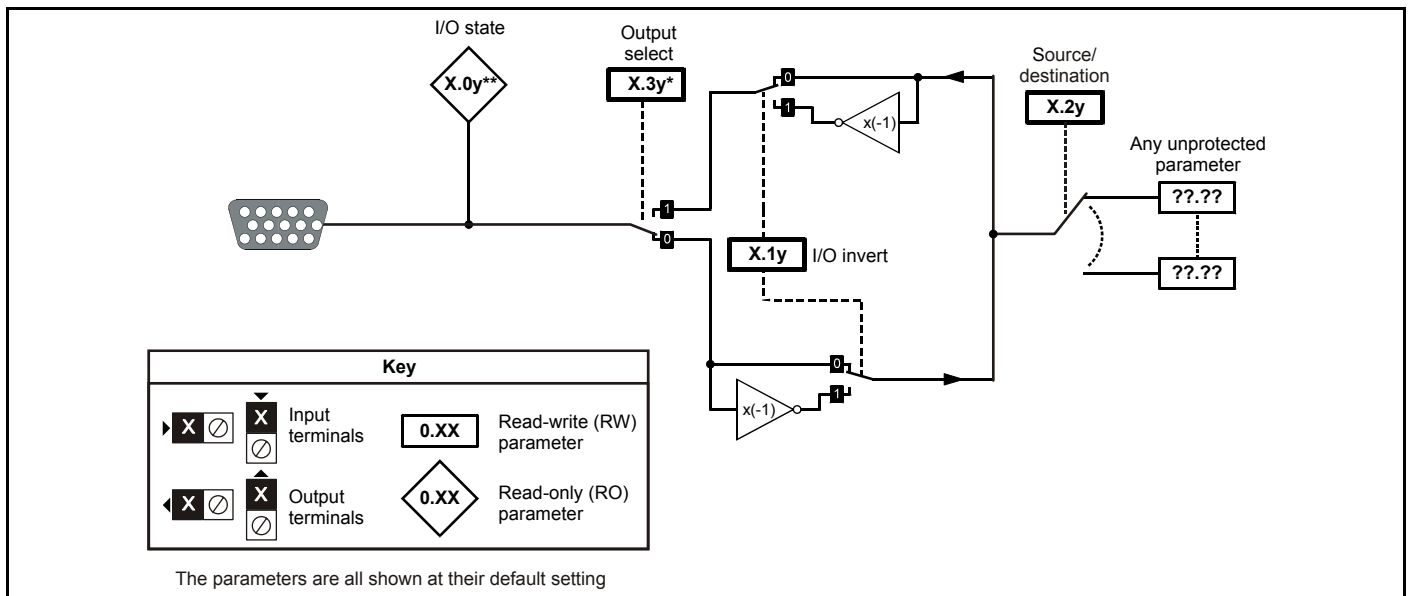 I/O state
X.0y**
Output
select
X.3y*
0
1
x(-1)
Source/
destination
X.2y
Any unprotected
parameter
??.??
??.??
1
0
X.1y
I/O invert
0
1
x(-1)
Key
X
X
Input
terminals
0.XX
Read-write (RW)
parameter
X
X
Output
terminals
0.XX
Read-only (RO)
parameter
The parameters are all shown at their default setting